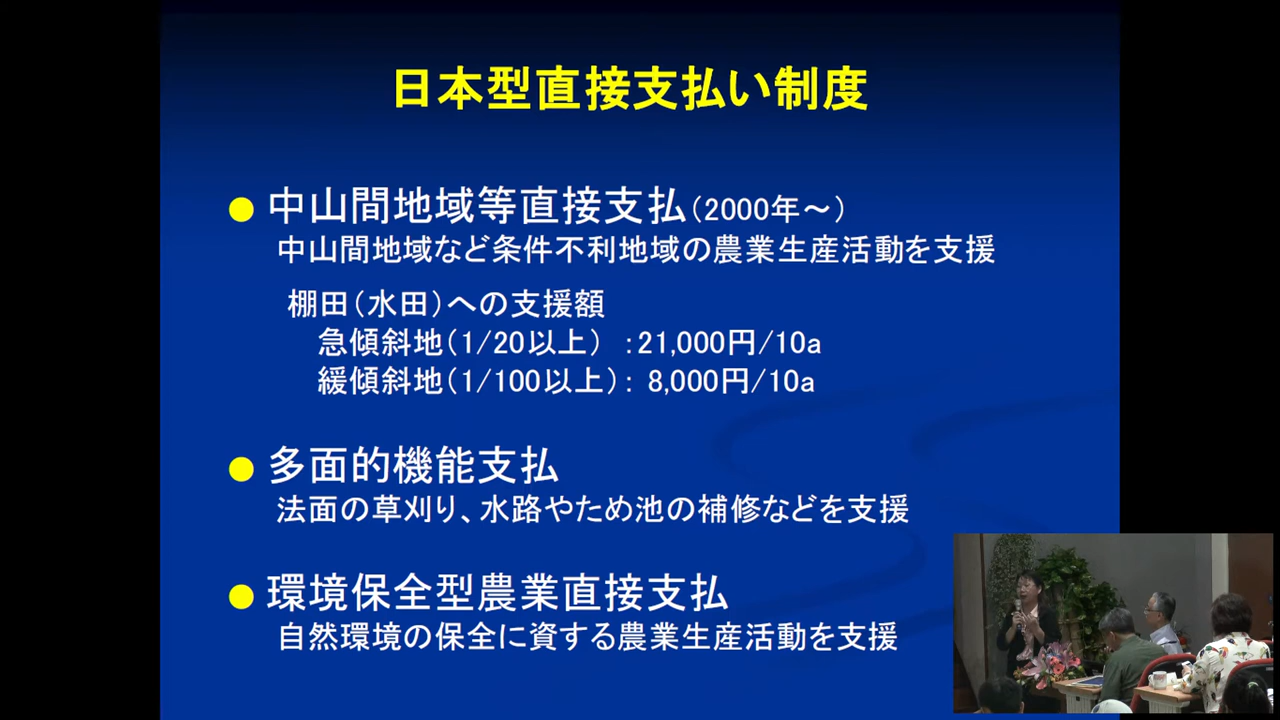 日本型直接支払い制度
● 中山間地域等直接支払(2000年～)
中山間地域など条件不利地域の農業生産活動を支援
棚田(水田)への支援額
急傾斜地(1/20以上) :21,000円/10a
緩傾斜地(1/100以上): 8,000円/10a
● 多面的機能支払
法面の草刈り、水路やため池の補修などを支援
● 環境保全型農業直接支払
自然環境の保全に資する農業生産活動を支援